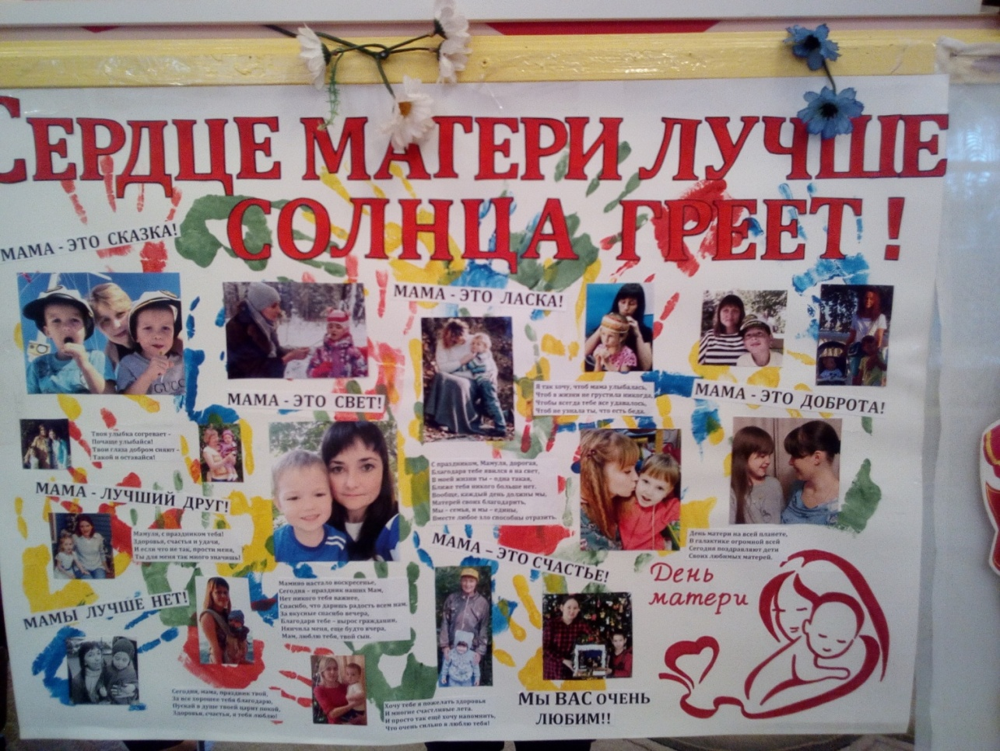 СЕРДЦЕ МАТЕРИ ЛУЧШЕ
СОЛНЦА ГРЕЕТ!
МАМА - ЭТО СКАЗКА!
МАМА - ЭТО ЛАСКА!
МАМА - ЭТО СВЕТ!
Я так хочу, чтоб мама улыбалась,
Чтоб в жизни не грустила никогда,
Чтобы всегда тебе все удавалось,
Чтоб не узнала ты, что есть беда.
МАМА - ЭТО ДОБРОТА!
Твоя улыбка согревает –
Почаще улыбайся!
Твои глаза добром сияют –
Такой и оставайся!
С праздником, Мамула, дорогая,
Благодаря тебе явился я на свет,
В моей жизни ты – одна такая,
Ближе тебя никого больше нет.
Вообще, каждый день должны мы,
Матерей своих благодарить,
Мы – семья, и мы – едины,
Вместе любое зло способны отразить.
МАМА - ЛУЧШИЙ ДРУГ!
Мамуля, с праздником тебя!
Здоровья, счастья и удачи,
И если что не так, прости меня,
Ты для меня так много значишь!
МАМА – ЭТО СЧАСТЬЕ!
День матери на всей планете,
В галактике огромной всей
Сегодня поздравляют дети
Своих любимых матерей.
День
матери
МАМЫ ЛУЧШЕ НЕТ!
Мамино настало воскресенье,
Сегодня – праздник наших Мам,
Нет никого тебя важнее,
Спасибо, что даришь радость всем нам.
За вкусные спасибо вечера,
Благодаря тебе – вырос гражданин,
Нянчила меня, еще будто вчера,
Мам, люблю тебя, твой сын.
Сегодня, мама, праздник твой,
За все хорошее тебя благодарю,
Пускай в душе твоей царит покой,
Здоровья, счастья, я тебя люблю!
Хочу тебе я пожелать здоровья
И многие счастливые лета.
И просто так ещё хочу напомнить,
Что очень сильно я люблю тебя!
МЫ ВАС ОЧЕНЬ
ЛЮБИМ!!
GUCCI